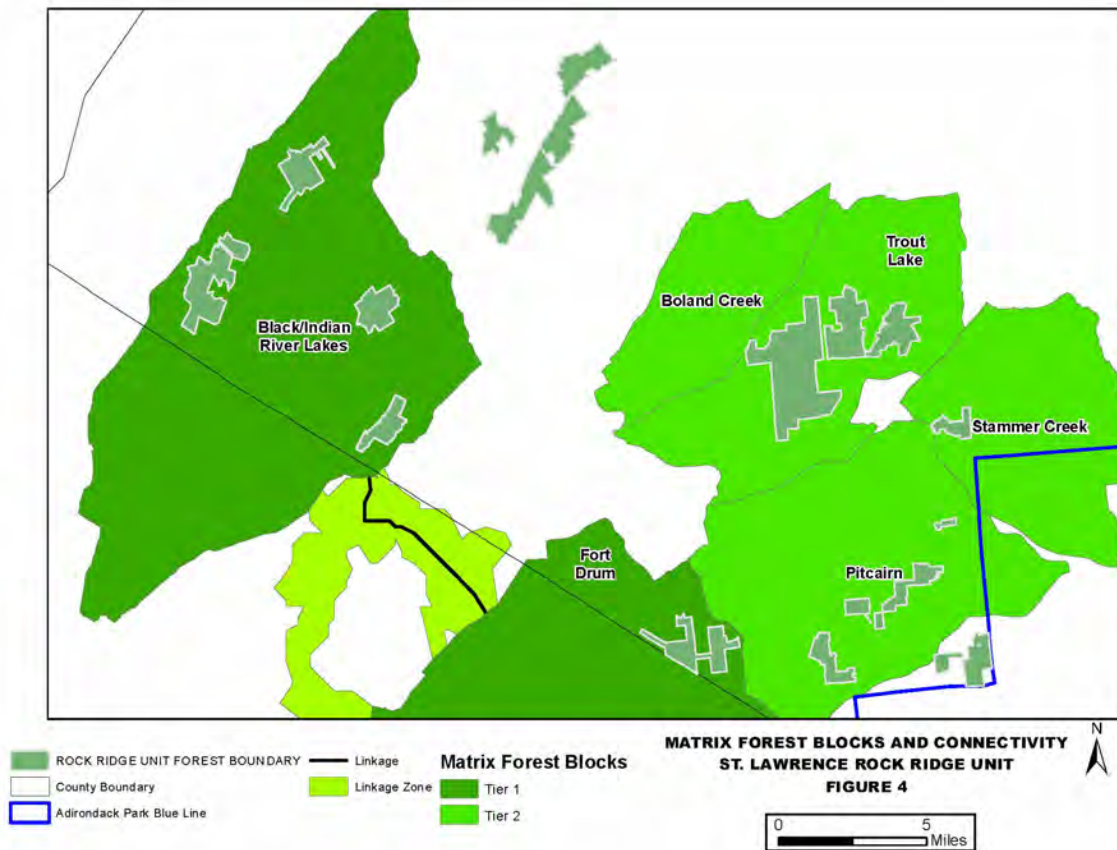 Trout
Lake
Boland Creek
Black/Indian
River Lakes
Stammer Creek
Fort
Drum
Pitcairn
ROCK RIDGE UNIT FOREST BOUNDARY
County Boundary
Adirondack Park Blue Line
Linkage
Linkage Zone
Matrix Forest Blocks
Tier 1
Tier 2
MATRIX FOREST BLOCKS AND CONNECTIVITY
ST. LAWRENCE ROCK RIDGE UNIT
FIGURE 4
N
0 5
Miles